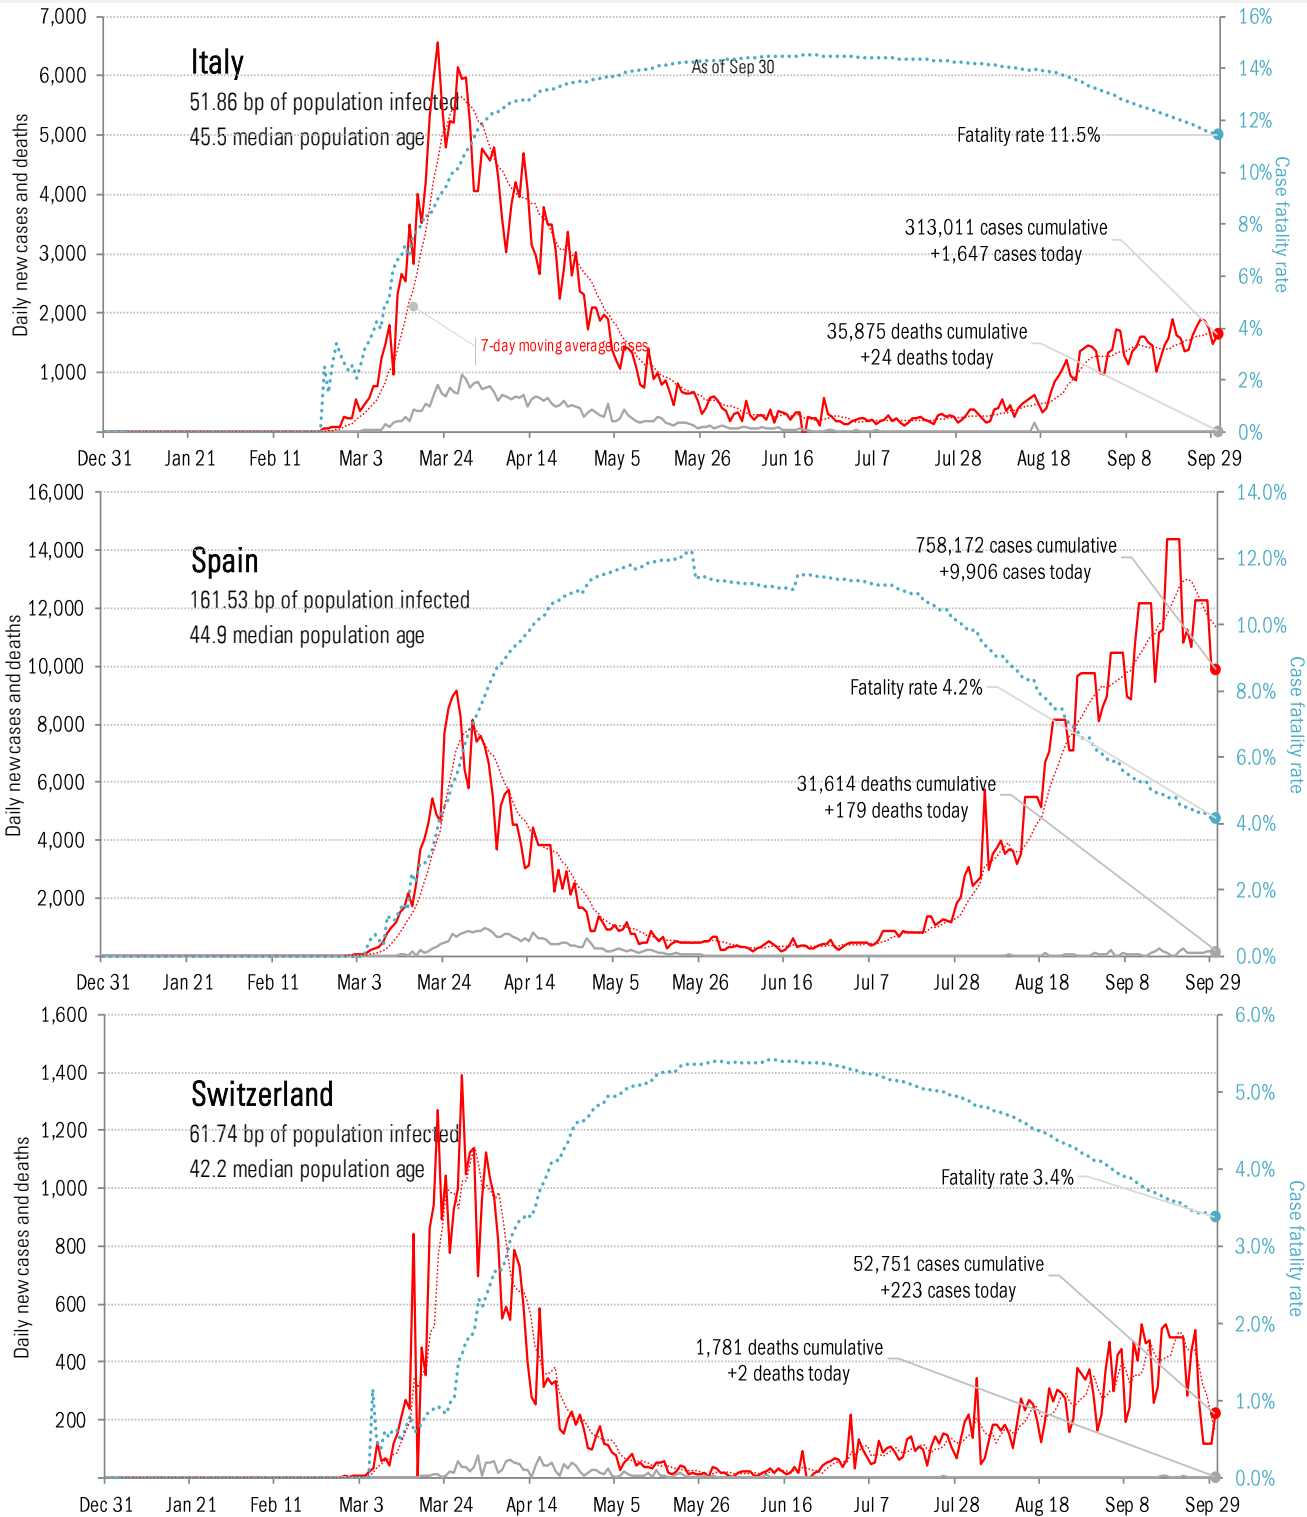 7,000
6,000
5,000
4,000
3,000
2,000
1,000
Daily new cases and deaths
Italy
51.86 bp of population infected
45.5 median population age
As of Sep 30
Fatality rate 11.5%
313,011 cases cumulative
+1,647 cases today
35,875 deaths cumulative
+24 deaths today
7-day moving average cases
16%
14%
12%
10%
8%
6%
4%
2%
0%
Case fatality rate
Dec 31 Jan 21 Feb 11 Mar 3 Mar 24 Apr 14 May 5 May 26 Jun 16 Jul 7 Jul 28 Aug 18 Sep 8 Sep 29
16,000
14,000
12,000
10,000
8,000
6,000
4,000
2,000
Daily new cases and deaths
Spain
161.53 bp of population infected
44.9 median population age
758,172 cases cumulative
+9,906 cases today
Fatality rate 4.2%
31,614 deaths cumulative
+179 deaths today
14.0%
12.0%
10.0%
8.0%
6.0%
4.0%
2.0%
0.0%
Case fatality rate
Dec 31 Jan 21 Feb 11 Mar 3 Mar 24 Apr 14 May 5 May 26 Jun 16 Jul 7 Jul 28 Aug 18 Sep 8 Sep 29
1,600
1,400
1,200
1,000
800
600
400
200
Daily new cases and deaths
Switzerland
61.74 bp of population infected
42.2 median population age
Fatality rate 3.4%
52,751 cases cumulative
+223 cases today
1,781 deaths cumulative
+2 deaths today
6.0%
5.0%
4.0%
3.0%
2.0%
1.0%
0.0%
Case fatality rate
Dec 31 Jan 21 Feb 11 Mar 3 Mar 24 Apr 14 May 5 May 26 Jun 16 Jul 7 Jul 28 Aug 18 Sep 8 Sep 29